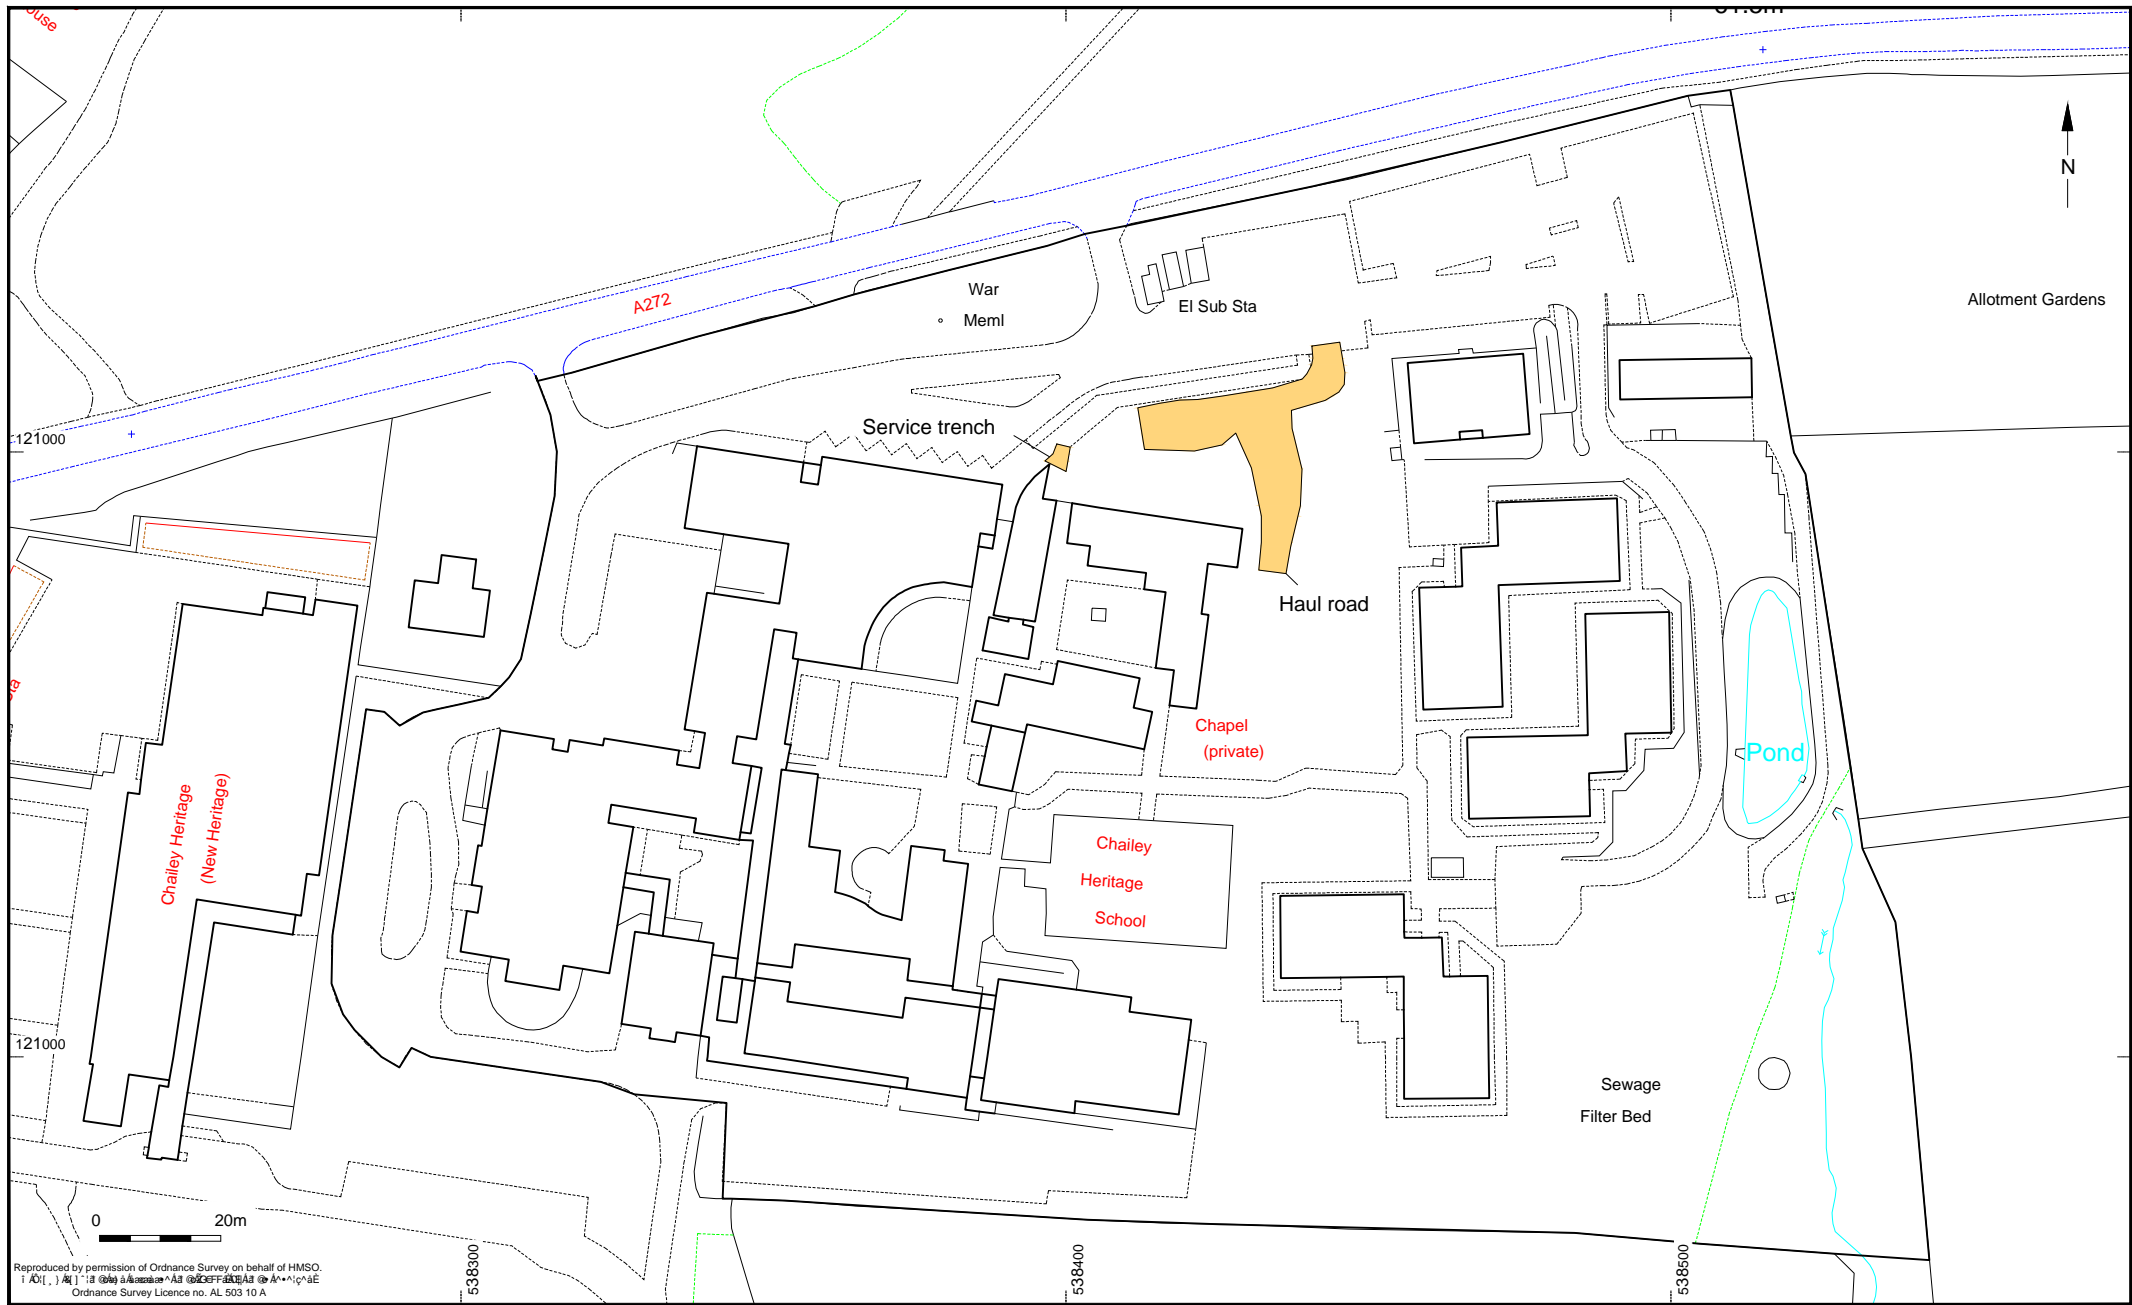 ouse
N
A272
War
Meml
El Sub Sta
Allotment Gardens
Service trench
121000
Haul road
Chapel
(private)
Pond
Chailey Heritage
(New Heritage)
Chailey
Heritage
School
121000
Sewage
Filter Bed
0 20m
538300
538400
538500
Reproduced by permission of Ordnance Survey on behalf of HMSO.
Ordnance Survey Licence no. AL 503 10 A